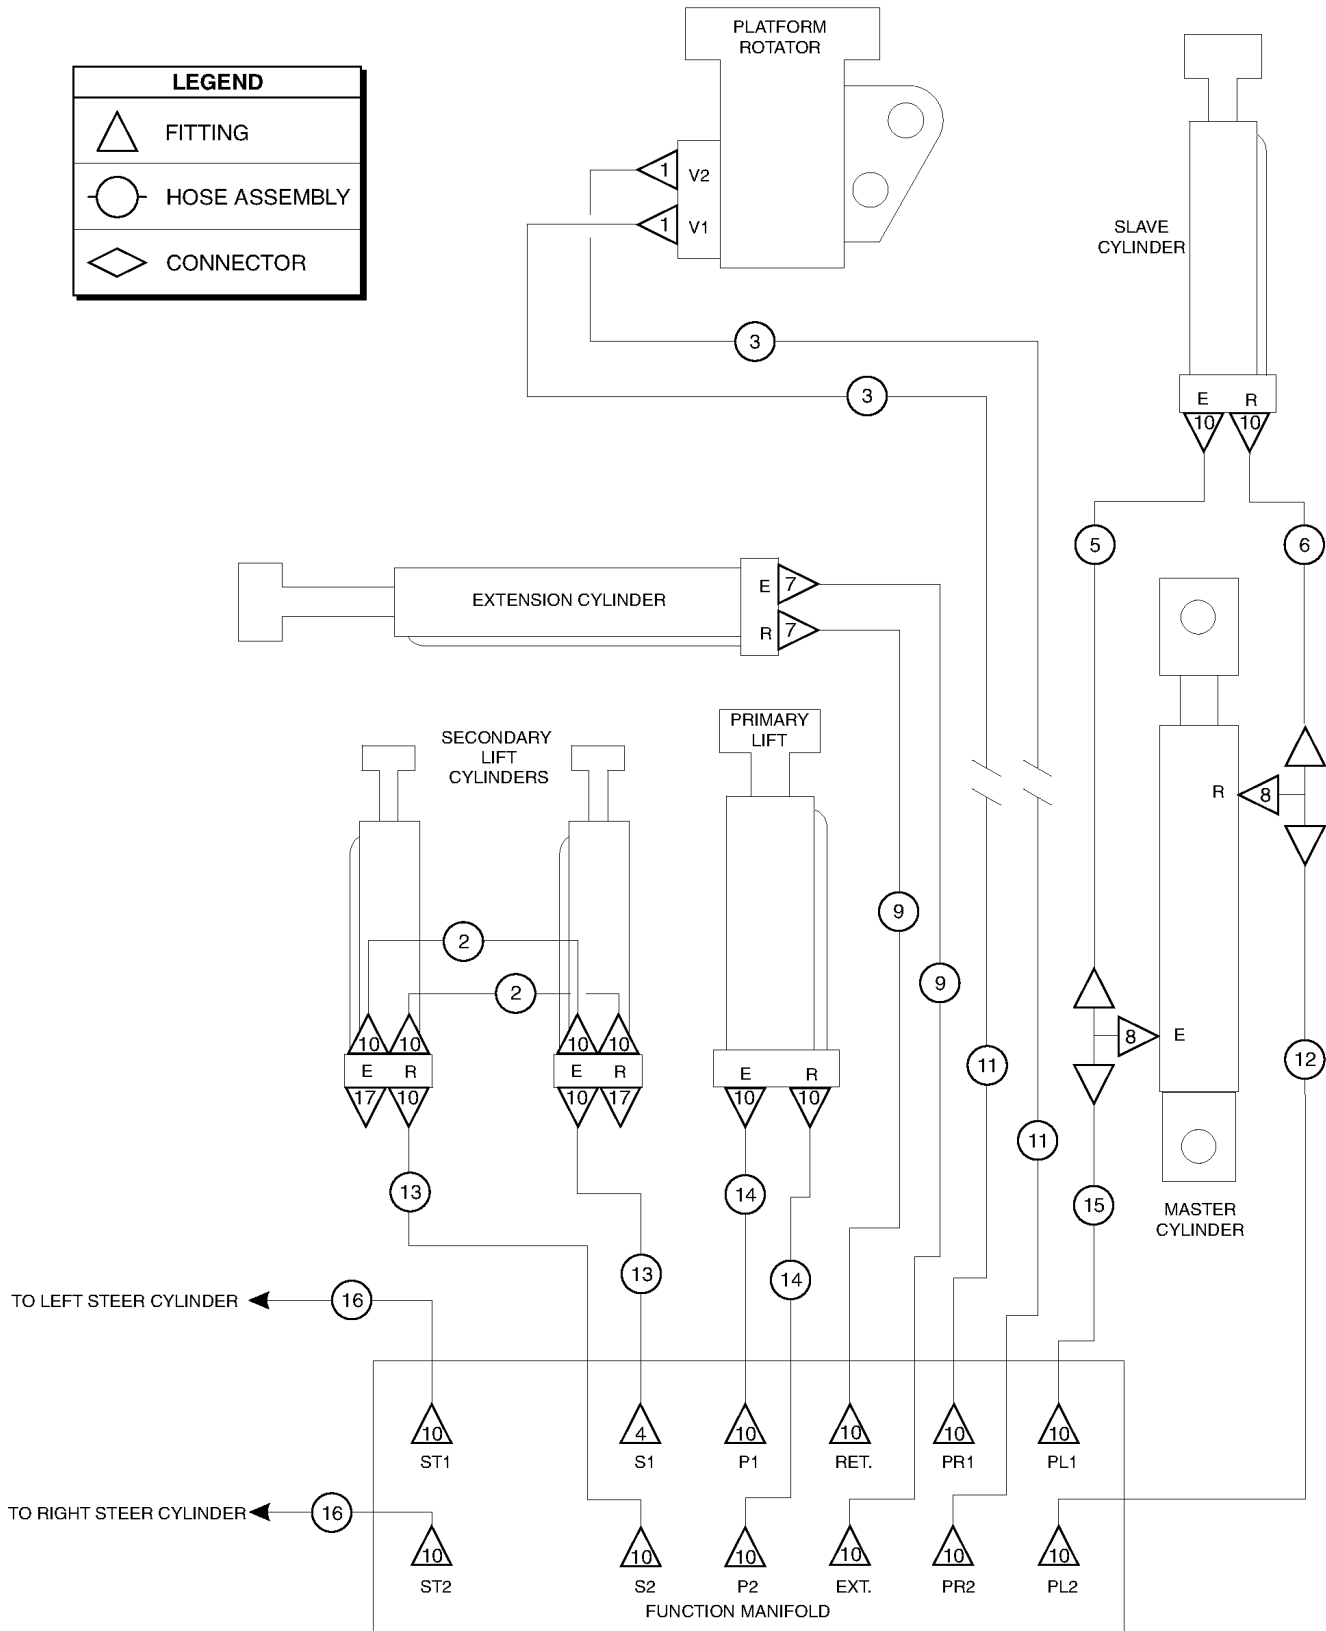 PLATFORM
ROTATOR
LEGEND
FITTING
HOSE ASSEMBLY
CONNECTOR
1 V2
1 V1
SLAVE
CYLINDER
3
3
E R
10 10
5 6
EXTENSION CYLINDER
E 7
R 7
SECONDARY
LIFT
CYLINDERS
PRIMARY
LIFT
R 8
9
2
9
2
10 10 10 10
8 E
E R E R E R
17 10 10 17 10 10
11
12
11
13
14
15
MASTER
CYLINDER
13
14
TO LEFT STEER CYLINDER 16
10 4 10 10 10 10
ST1 S1 P1 RET. PR1 PL1
TO RIGHT STEER CYLINDER 16
10 10 10 10 10 10
ST2 S2 P2 EXT. PR2 PL2
FUNCTION MANIFOLD